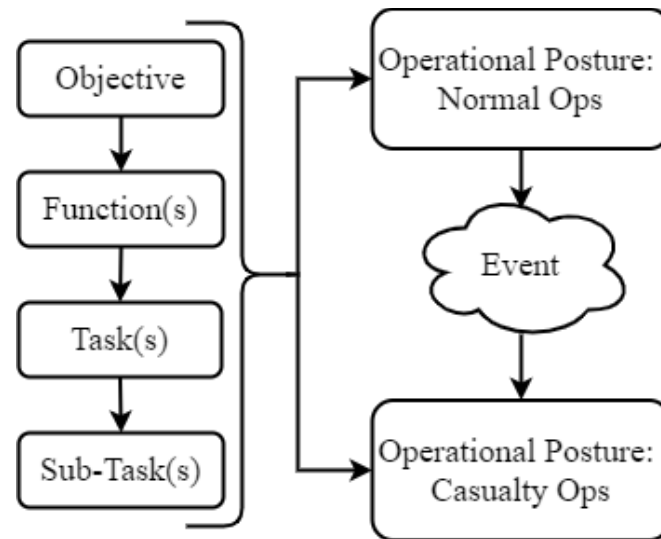 Objective
Function(s)
Task(s)
Sub-Task(s)
Operational Posture:
Normal Ops
Event
Operational Posture:
Casualty Ops